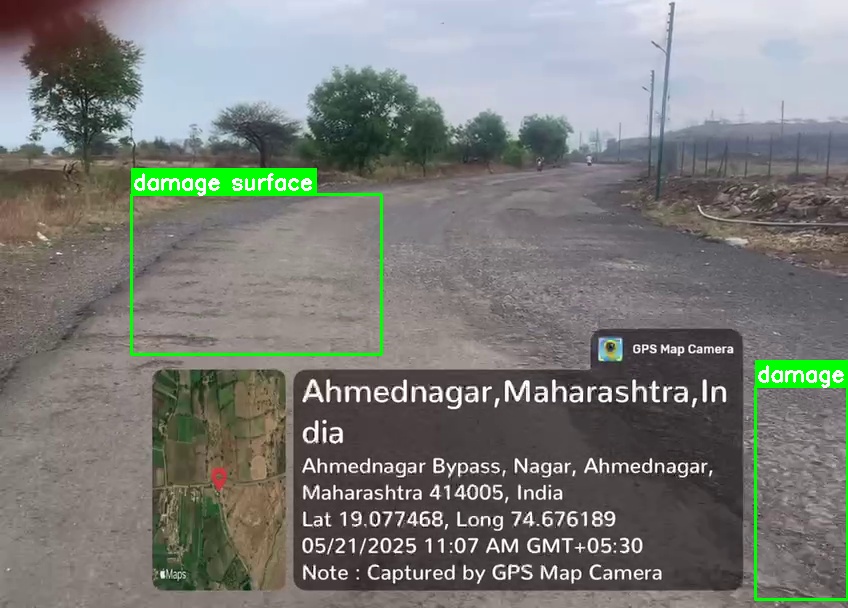 damage surface
GPS Map Camera
damage
Ahmednagar,Maharashtra,In
dia
Ahmednagar Bypass, Nagar, Ahmednagar,
Maharashtra 414005, India
Lat 19.077468, Long 74.676189
05/21/2025 11:07 AM GMT+05:30
Note : Captured by GPS Map Camera
Maps